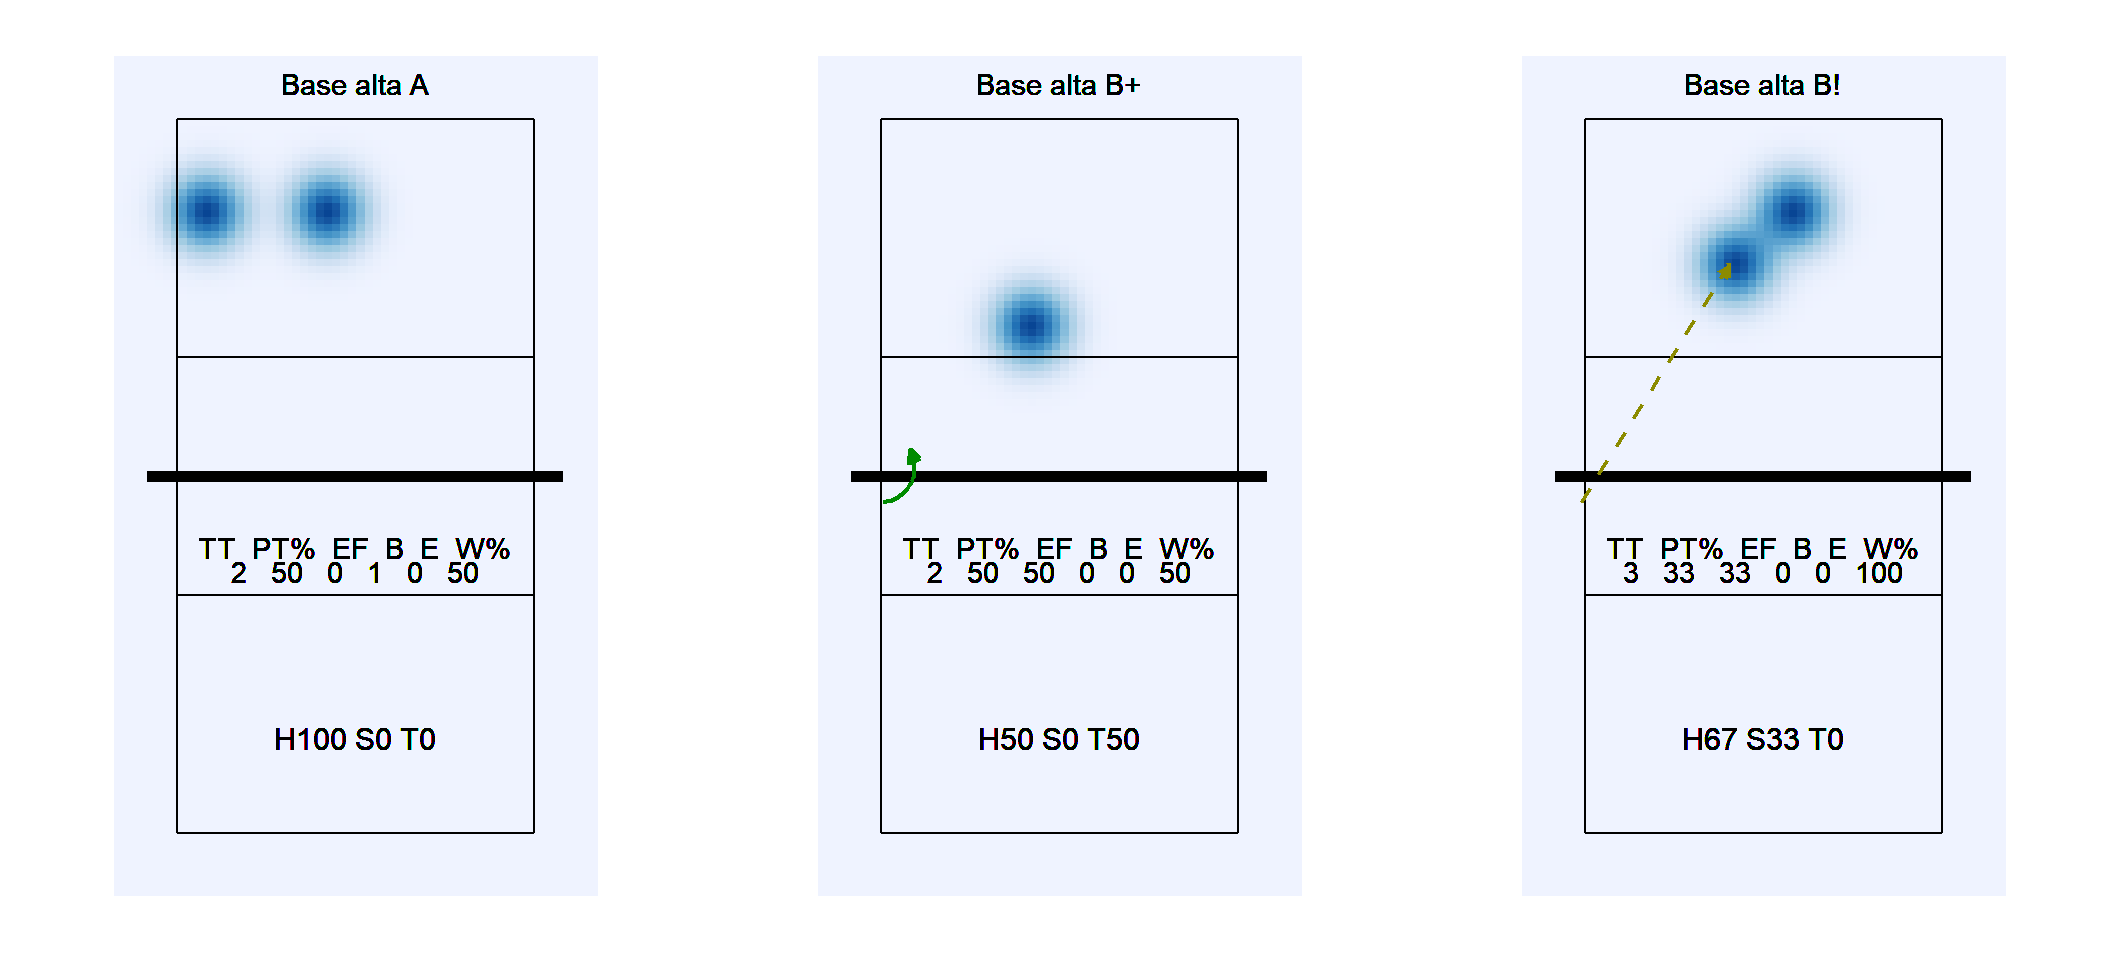 Base alta A
TT PT% EF B E W%
2 50 0 1 0 50
H100 S0 T0
Base alta B+
TT PT% EF B E W%
2 50 50 0 0 50
H50 S0 T50
Base alta B!
TT PT% EF B E W%
3 33 33 0 0 100
H67 S33 T0